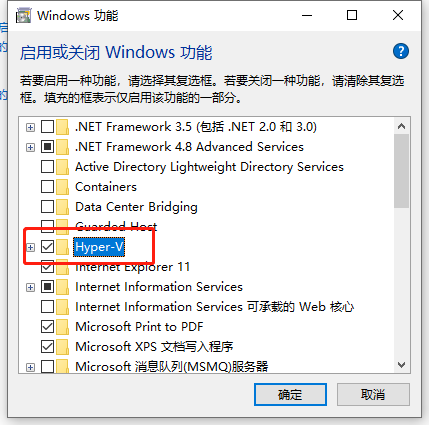 Windows 功能
启用或关闭 Windows 功能
若要启用一种功能，请选择其复选框。若要关闭一种功能，请清除其复选
框。填充的框表示仅启用该功能的一部分。
.NET Framework 3.5 (包括 .NET 2.0 和 3.0)
.NET Framework 4.8 Advanced Services
Active Directory Lightweight Directory Services
Containers
Data Center Bridging
Guarded Host
Hyper-V
Internet Explorer 11
Internet Information Services
Internet Information Services 可承载的 Web 核心
Microsoft Print to PDF
Microsoft XPS 文档写入程序
Microsoft 消息队列(MSMQ)服务器
确定
取消